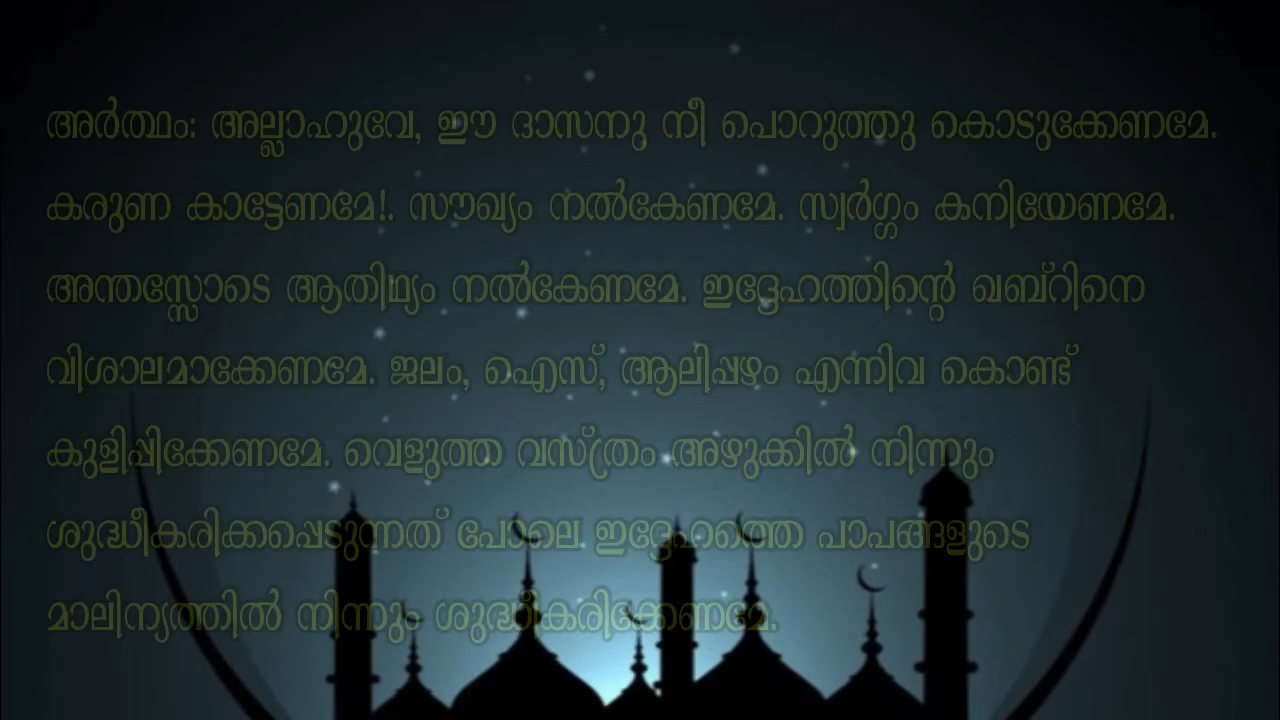 അർത്ഥം: അല്ലാഹുവേ, ഈ ദാസനു നീ പൊറുത്തു കൊടുക്കേണമേ.
കരുണ കാട്ടേണമേ!. സൗഖ്യം നൽകേണമേ. സ്വർഗ്ഗം കനിയേണമേ.
അന്തസ്സോടെ ആതിഥ്യം നൽകേണമേ. ഇദ്ദേഹത്തിന്റെ ഖബ്റിനെ
വിശാലമാക്കേണമേ. ജലം, ഐസ്, ആലിപ്പഴം എന്നിവ കൊണ്ട്
കുളിപ്പിക്കേണമേ. വെളുത്ത വസ്ത്രം അഴുക്കിൽ നിന്നും
ശുദ്ധീകരിക്കപ്പെടുന്നത് പോലെ ഇദ്ദേഹത്തെ പാപങ്ങളുടെ
മാലിന്യത്തിൽ നിന്നും ശുദ്ധീകരിക്കേണമേ.